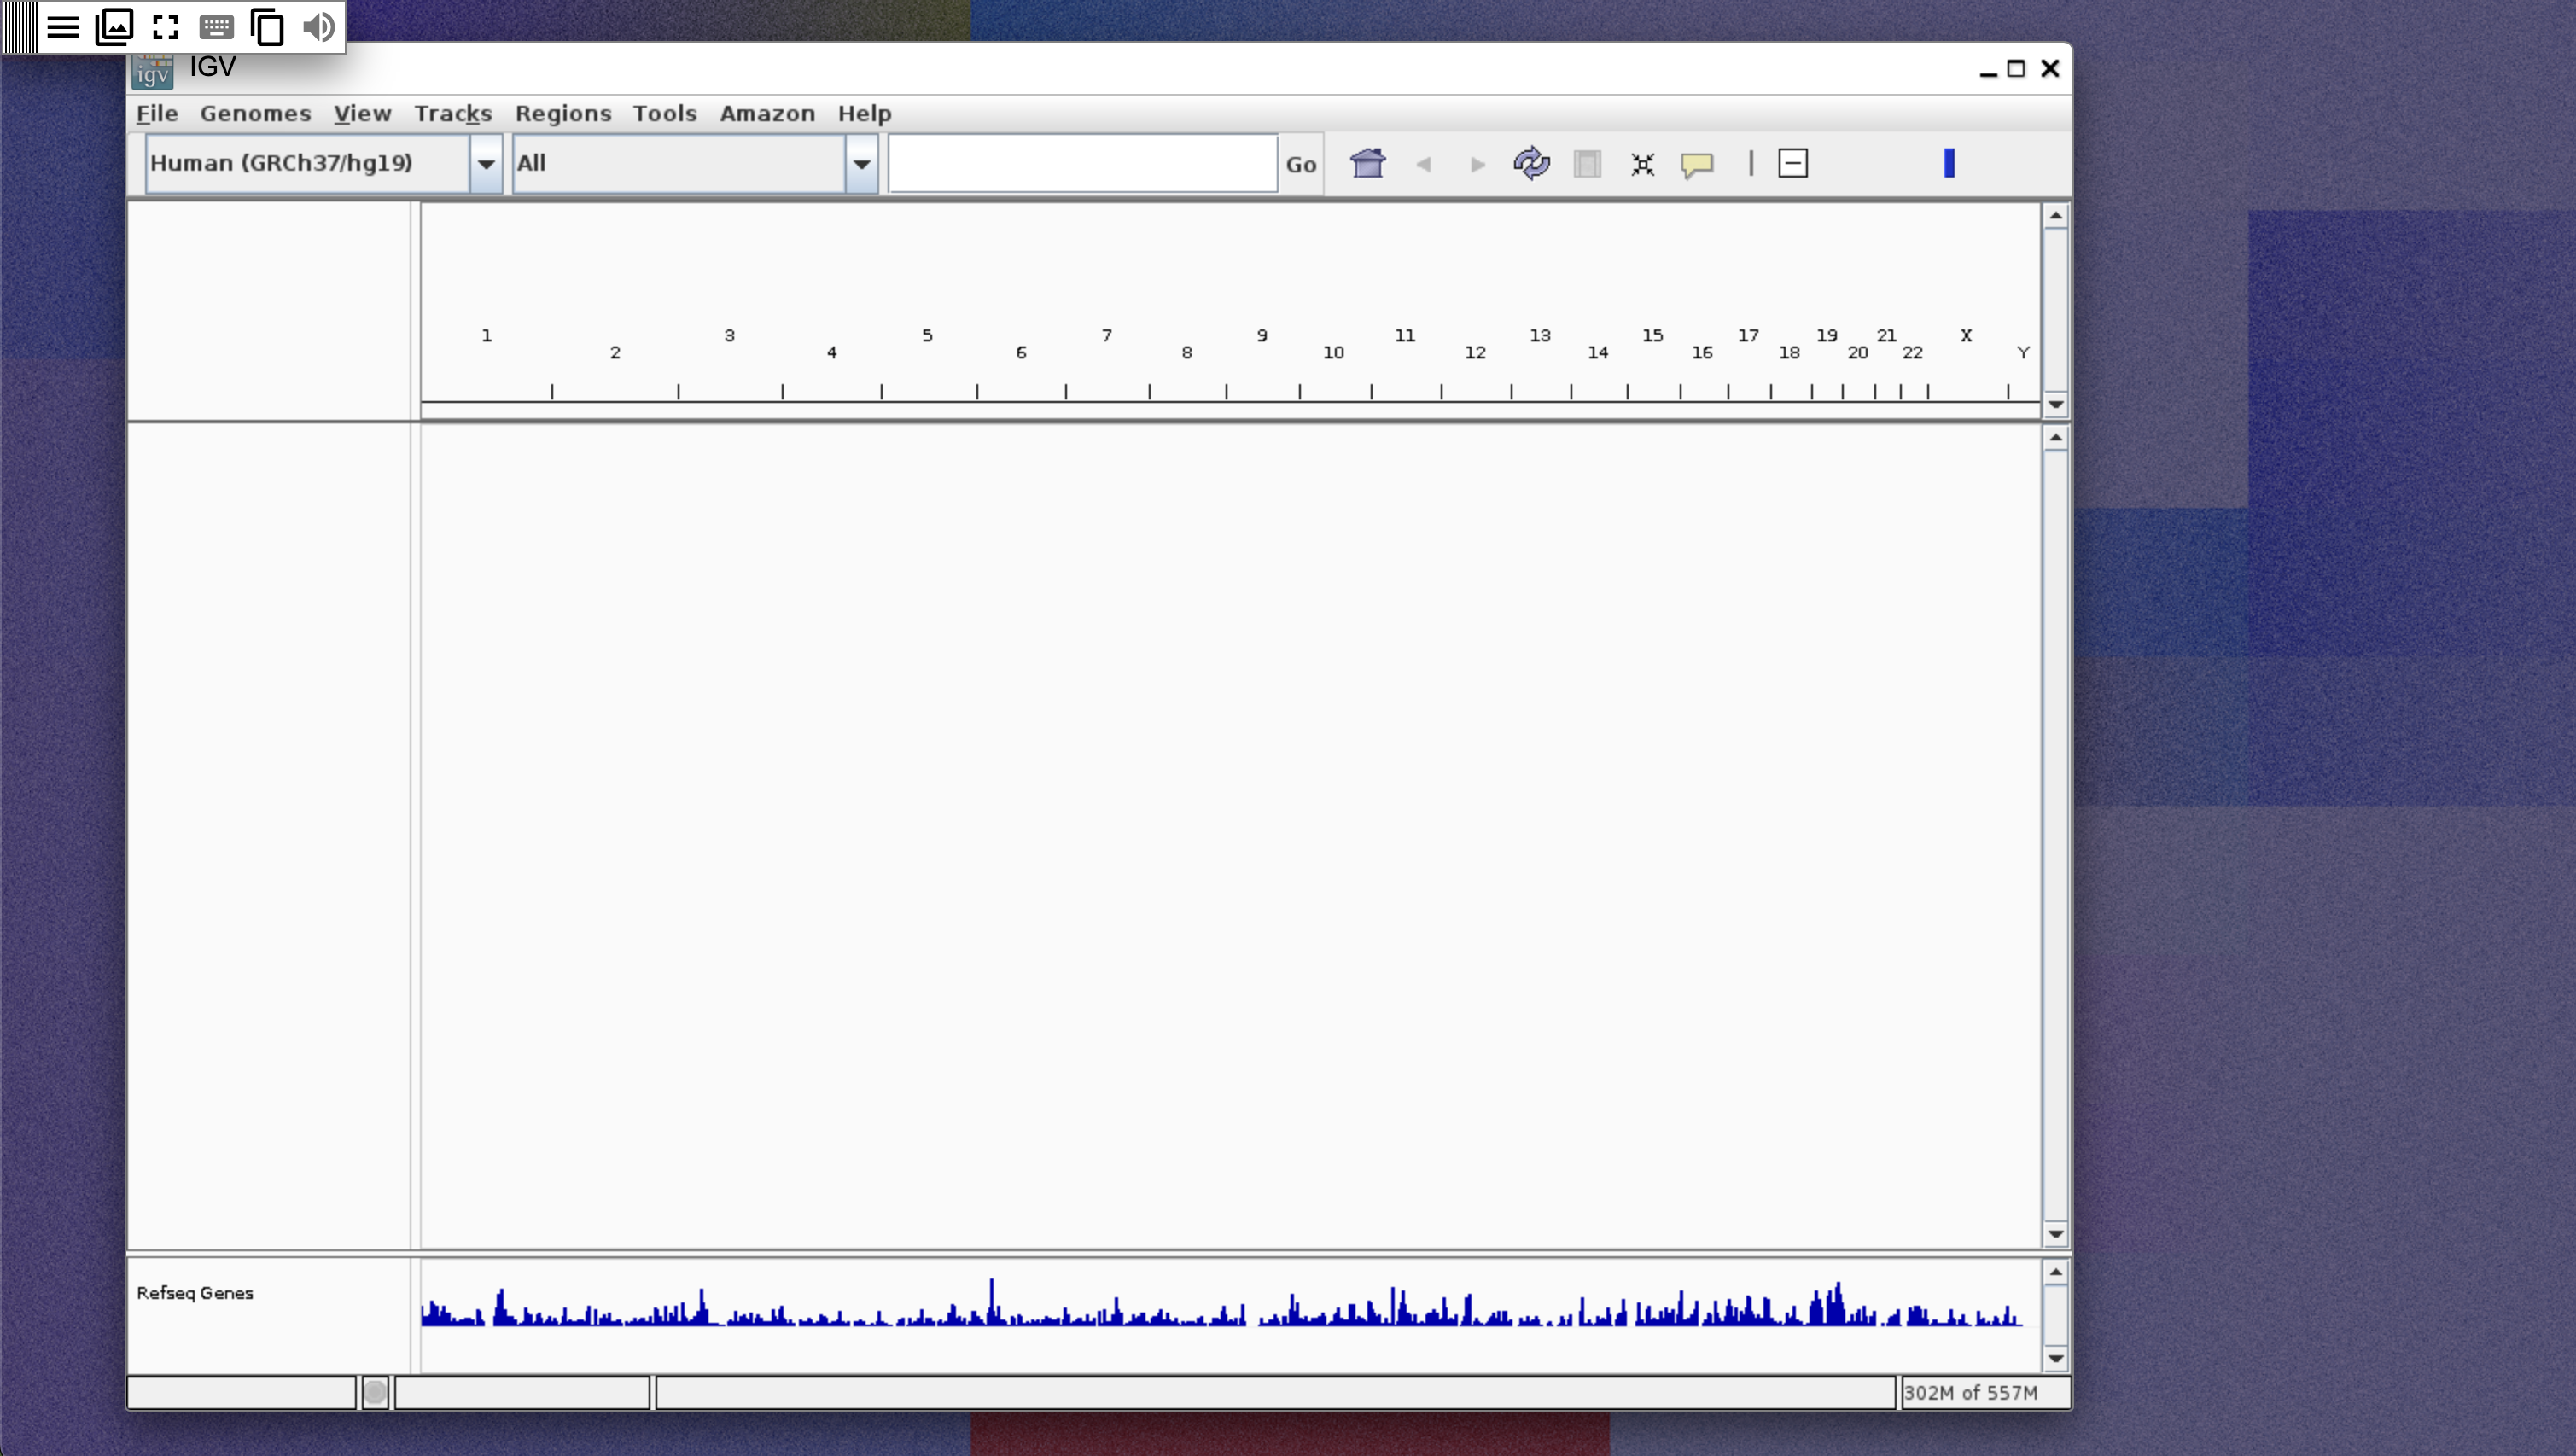 igv IGV
File Genomes View Tracks Regions Tools Amazon Help
Human (GRCh37/hg19) All Go
1 3 5 7 9 11 13 15 17 19 21 X
2 4 6 8 10 12 14 16 18 20 22 Y
Refseq Genes
302M of 557M